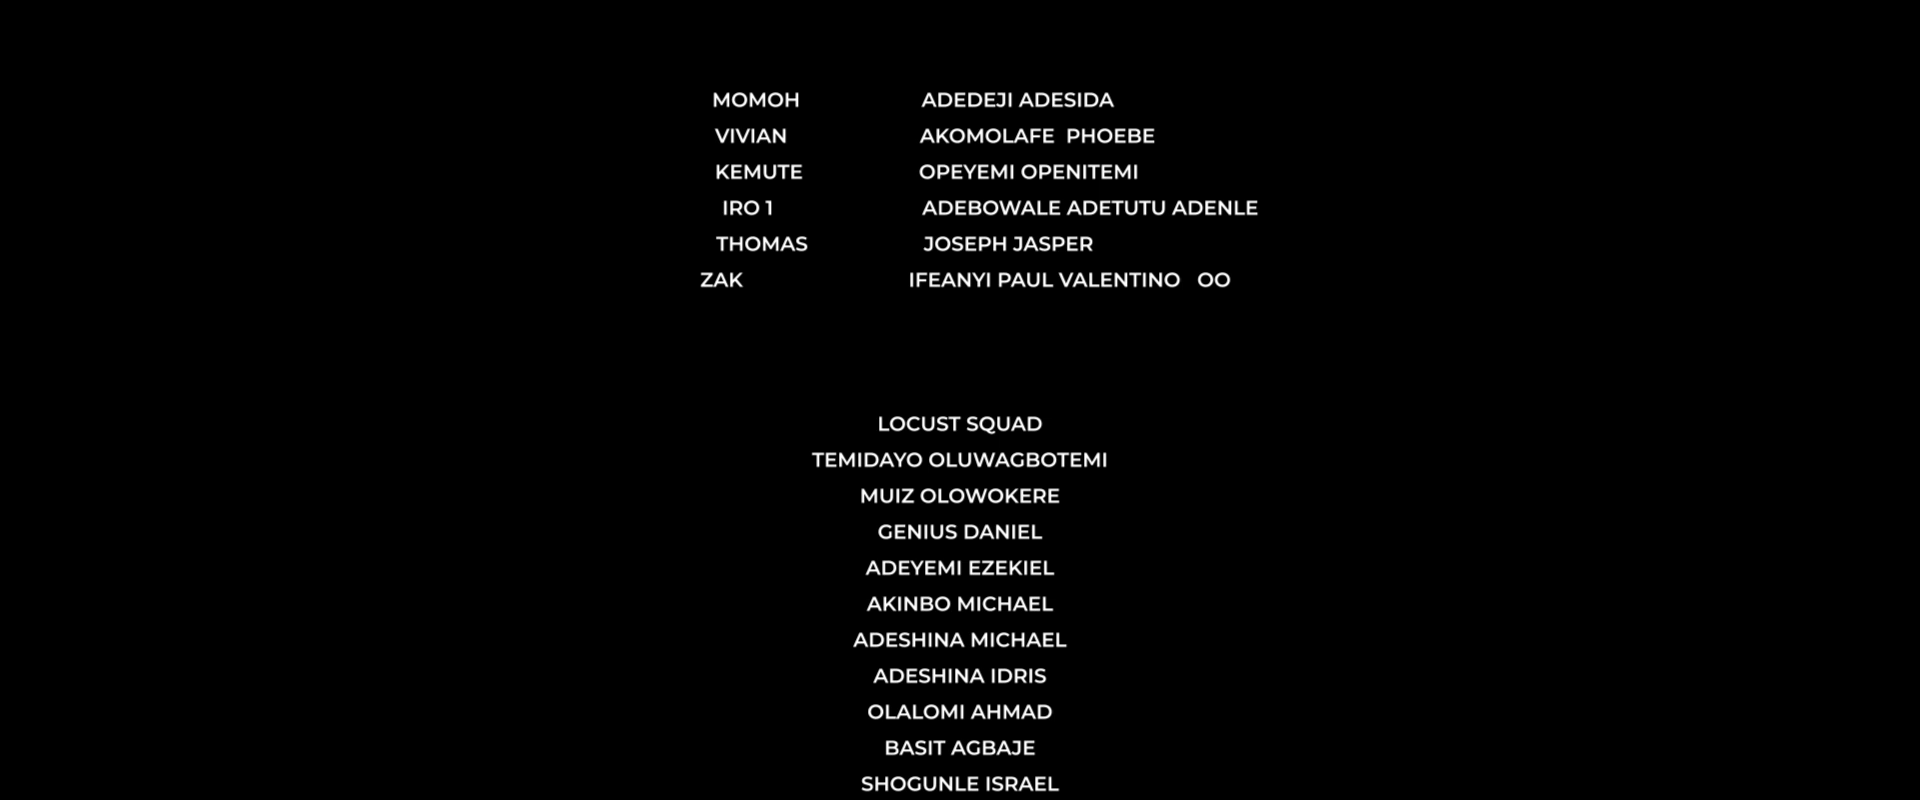 MOMOH ADEDEJI ADESIDA
VIVIAN AKOMOLAFE PHOEBE
KEMUTE OPEYEMI OPENITEMI
IRO 1 ADEBOWALE ADETUTU ADENLE
THOMAS JOSEPH JASPER
ZAK IFEANYI PAUL VALENTINO OO
LOCUST SQUAD
TEMIDAYO OLUWAGBOTEMI
MUIZ OLOWOKERE
GENIUS DANIEL
ADEYEMI EZEKIEL
AKINBO MICHAEL
ADESHINA MICHAEL
ADESHINA IDRIS
OLALOMI AHMAD
BASIT AGBAJE
SHOGUNLE ISRAEL